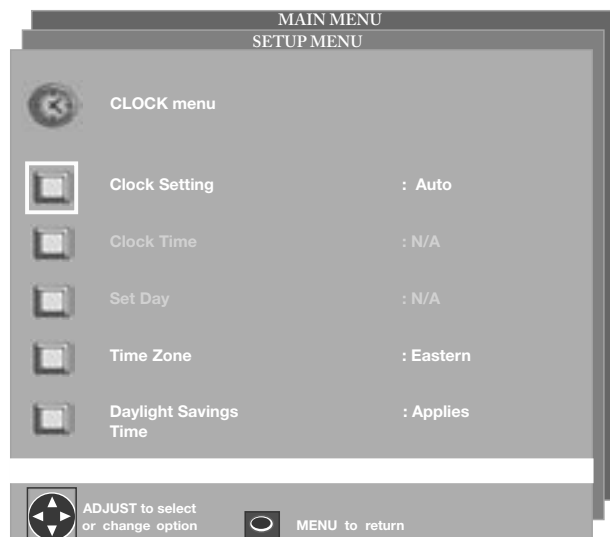 MAIN MENU
SETUP MENU
CLOCK menu
Clock Setting : Auto
Clock Time : N/A
Set Day : N/A
Time Zone : Eastern
Daylight Savings : Applies
Time
ADJUST to select
or change option MENU to return